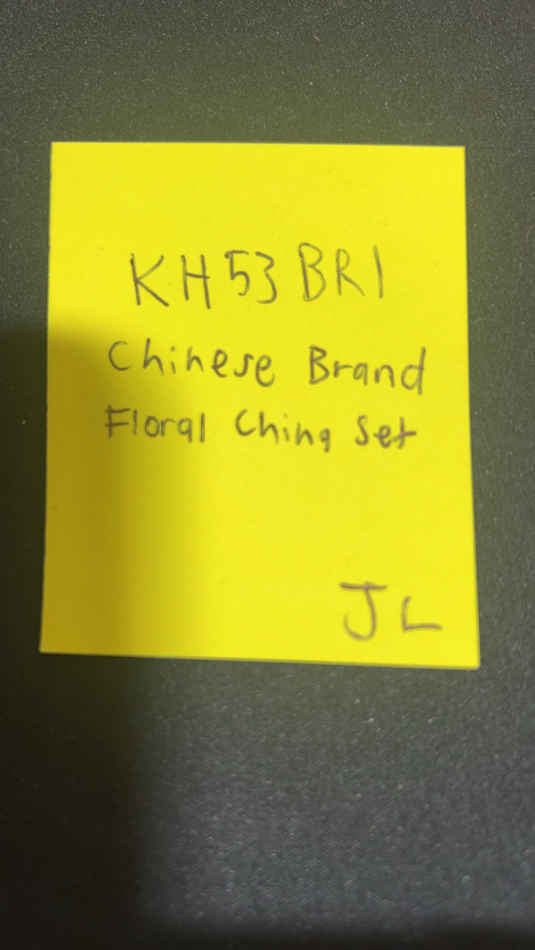 KH53BR1
Chinese Brand
Floral China Set
JL